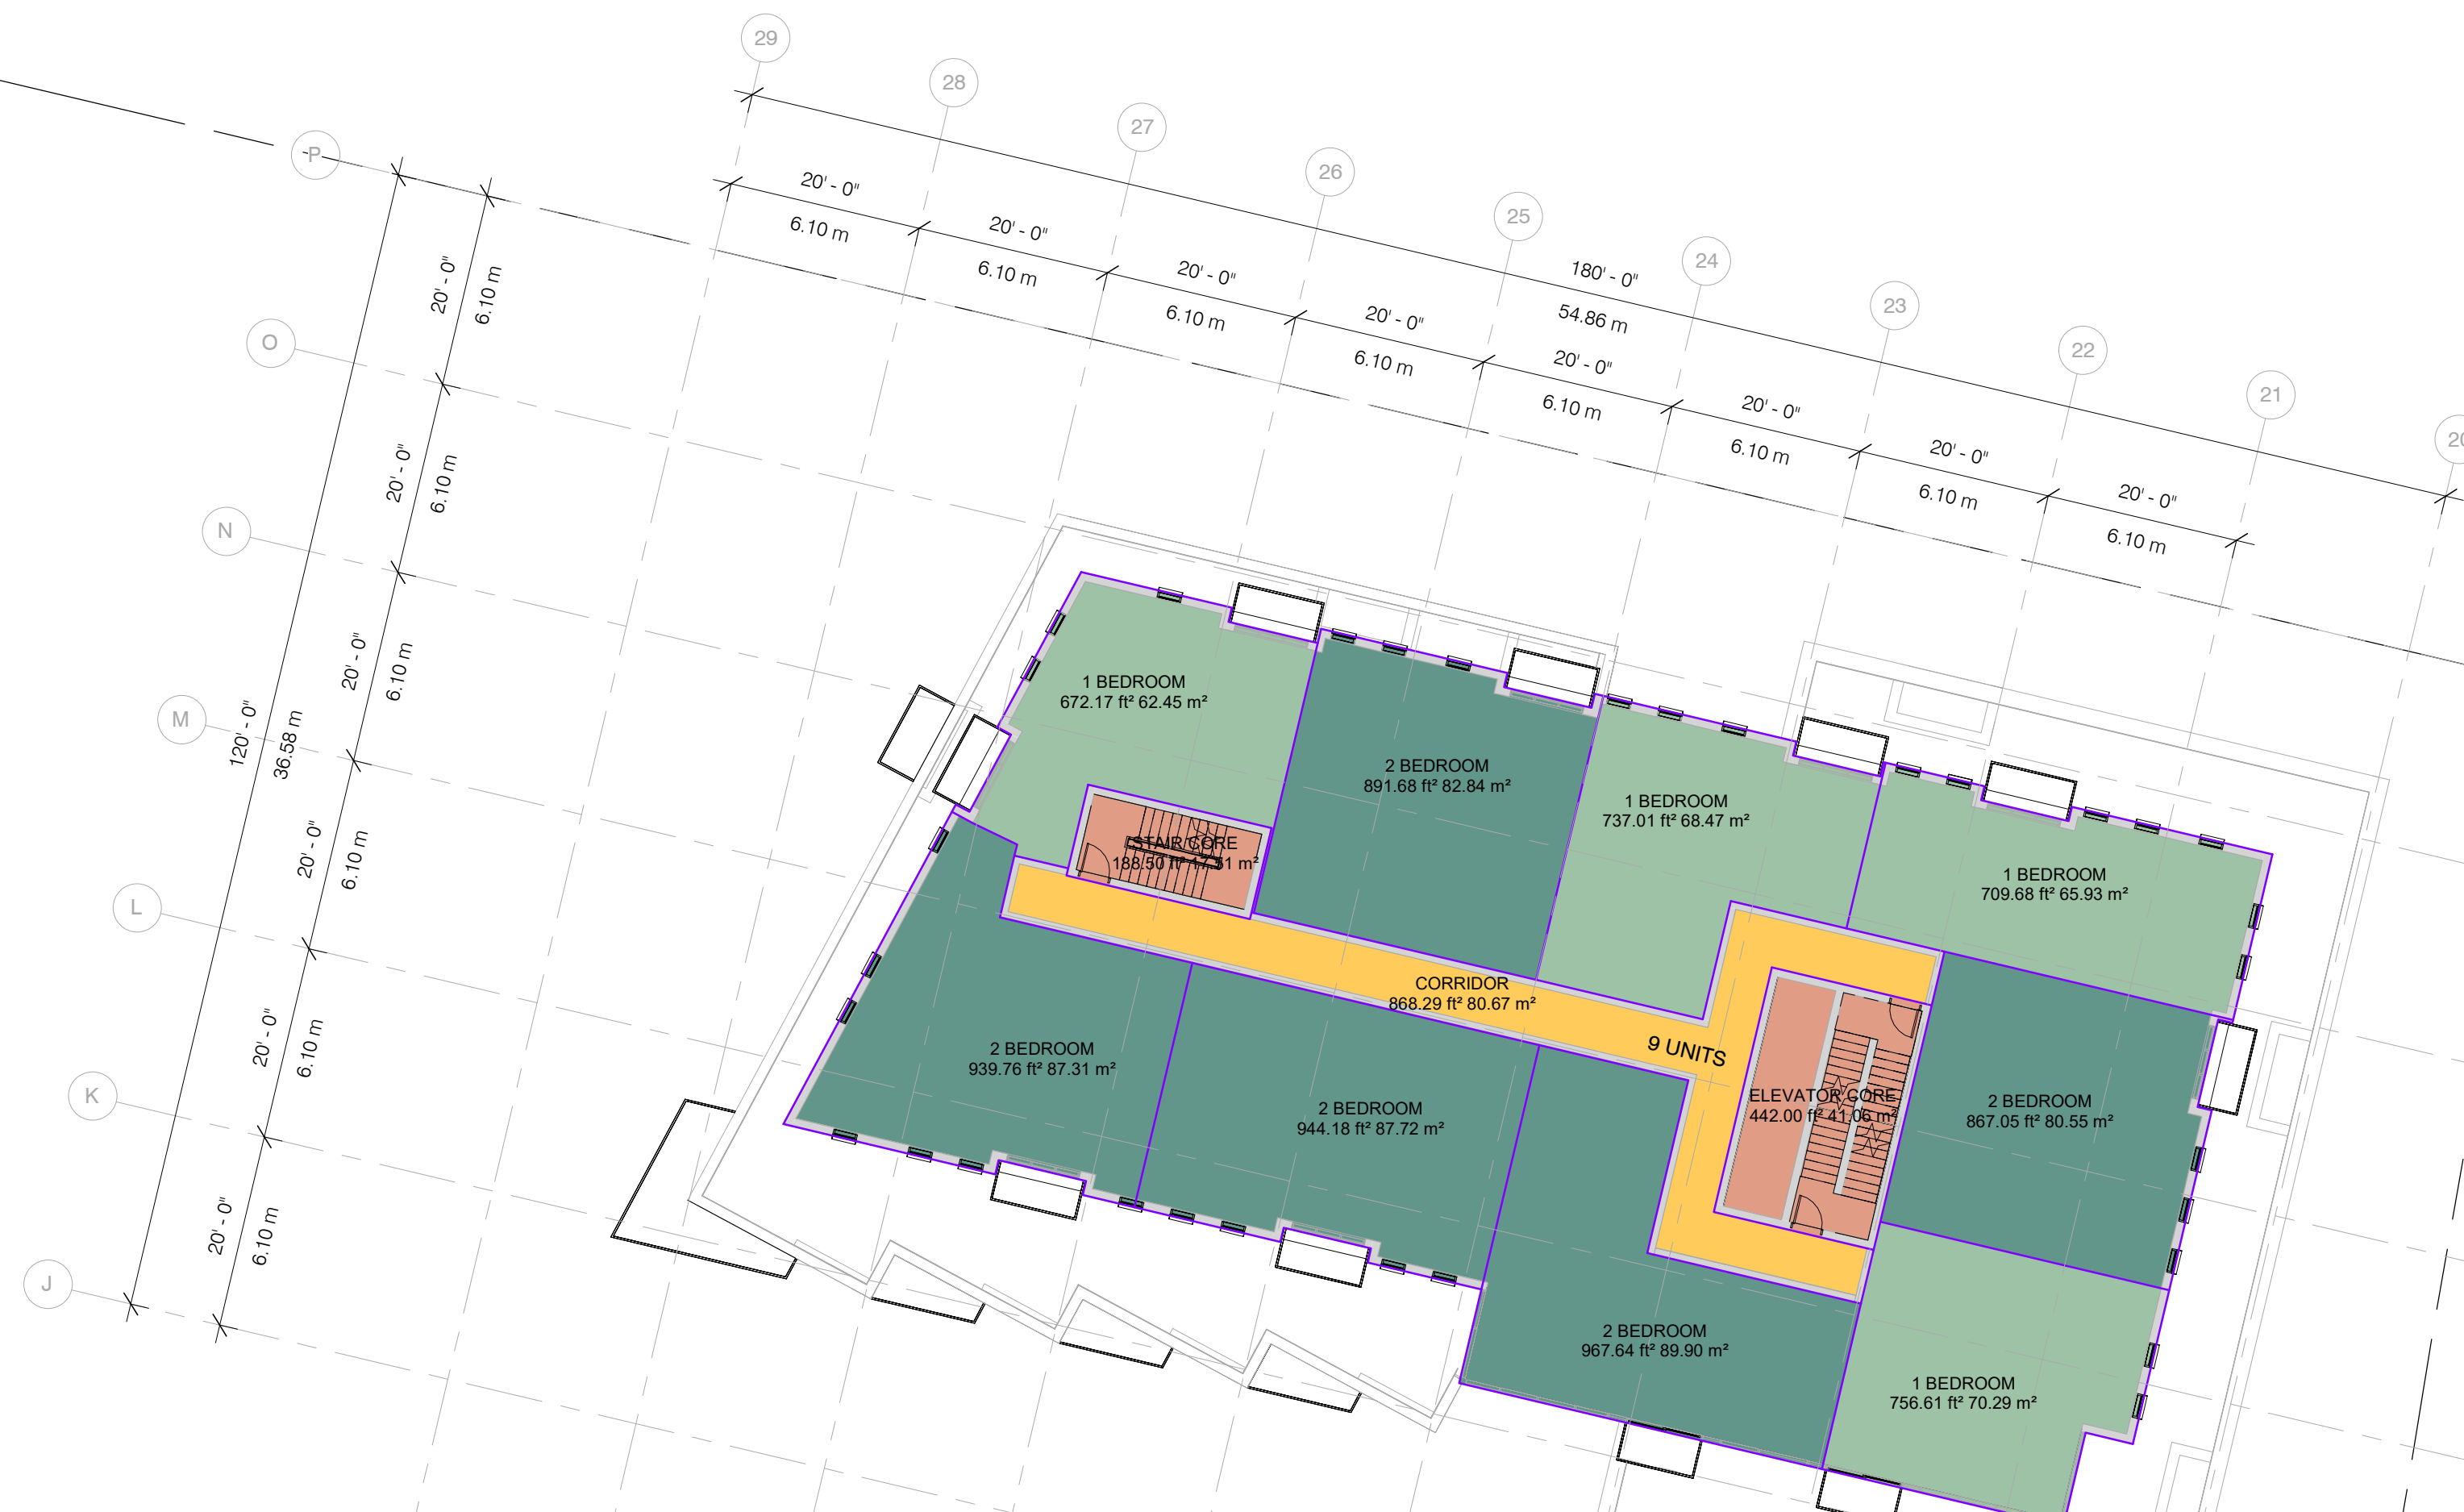 29
28
27
26
25
24
23
22
21
P
O
N
M
L
K
J
180' - 0"
54.86 m
20' - 0"
6.10 m
20' - 0"
6.10 m
20' - 0"
6.10 m
20' - 0"
6.10 m
20' - 0"
6.10 m
20' - 0"
6.10 m
20' - 0"
6.10 m
20' - 0"
6.10 m
120' - 0"
36.58 m
20' - 0"
6.10 m
20' - 0"
6.10 m
20' - 0"
6.10 m
20' - 0"
6.10 m
20' - 0"
6.10 m
20' - 0"
6.10 m
1 BEDROOM
672.17 ft² 62.45 m²
2 BEDROOM
891.68 ft² 82.84 m²
1 BEDROOM
737.01 ft² 68.47 m²
1 BEDROOM
709.68 ft² 65.93 m²
STAIR CORE
188.50 ft² 17.51 m²
CORRIDOR
868.29 ft² 80.67 m²
9 UNITS
2 BEDROOM
939.76 ft² 87.31 m²
2 BEDROOM
944.18 ft² 87.72 m²
ELEVATOR CORE
442.00 ft² 41.06 m²
2 BEDROOM
867.05 ft² 80.55 m²
2 BEDROOM
967.64 ft² 89.90 m²
1 BEDROOM
756.61 ft² 70.29 m²